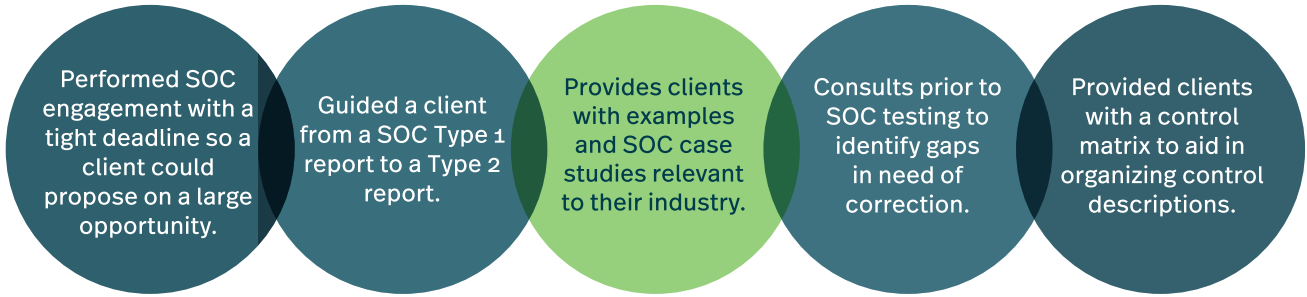 Performed SOC
engagement with a
tight deadline so a
client could
propose on a large
opportunity.
Guided a client
from a SOC Type 1
report to a Type 2
report.
Provides clients
with examples
and SOC case
studies relevant
to their industry.
Consults prior to
SOC testing to
identify gaps
in need of
correction.
Provided clients
with a control
matrix to aid in
organizing control
descriptions.